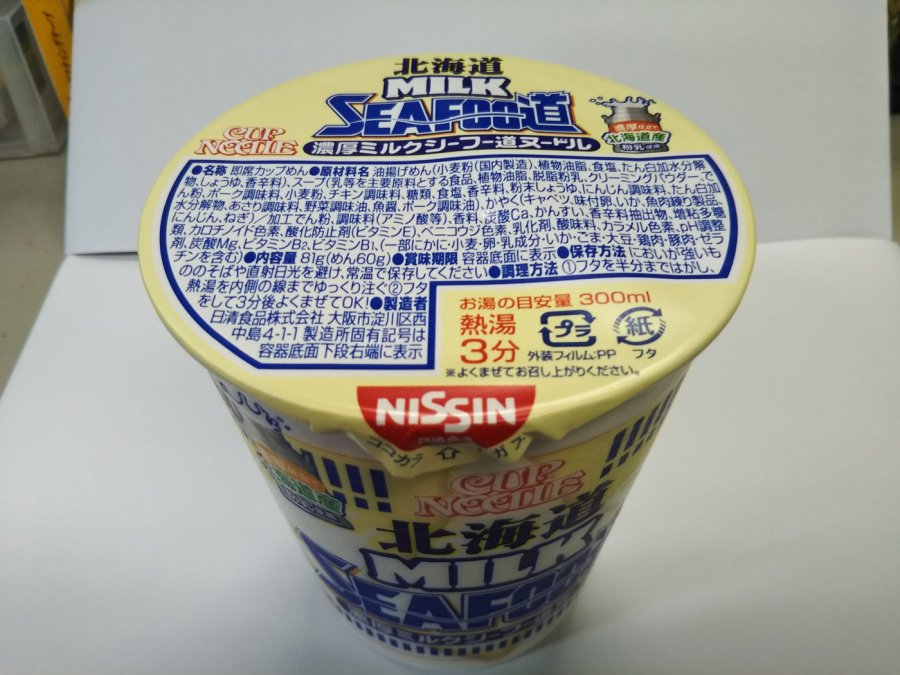 北海道
MILK
SEAFOO道
CUP
NOODLE
濃厚ミルクシーフー道ヌードル
濃厚仕立て
北海道産
粉乳使用
●名称 即席カップめん●原材料名 油揚げめん(小麦粉(国内製造)、植物油脂、食塩、たん白加水分解
物、しょうゆ、香辛料)、スープ(乳等を主要原料とする食品、植物油脂、脱脂粉乳、クリーミングパウダー、で
ん粉、ポーク調味料、小麦粉、チキン調味料、糖類、食塩、香辛料、粉末しょうゆ、にんじん調味料、たん白加
水分解物、あさり調味料、野菜調味油、魚醤、ポーク調味油)、かやく(キャベツ、味付卵、いか、魚肉練り製品、
にんじん、ねぎ)/加工でん粉、調味料(アミノ酸等)、香料、炭酸Ca、かんすい、香辛料抽出物、増粘多糖
類、カロチノイド色素、酸化防止剤(ビタミンE)、ベニコウジ色素、乳化剤、酸味料、カラメル色素、pH調整
剤、炭酸Mg、ビタミンB2、ビタミンB1、(一部にかに・小麦・卵・乳成分・いか・ごま・大豆・鶏肉・豚肉・ゼラ
チンを含む)●内容量 81g(めん60g)●賞味期限 容器底面に表示●保存方法 においが強いも
ののそばや直射日光を避け、常温で保存してください●調理方法 ①フタを半分まではがし、
熱湯を内側の線までゆっくり注ぐ②フタ
をして3分後よくまぜてOK!●製造者
日清食品株式会社 大阪市淀川区西
中島4-1-1 製造所固有記号は
容器底面下段右端に表示
お湯の目安量 300ml
熱湯
3分
プラ
外装フィルム:PP
紙
フタ
※よくまぜてお召し上がりください。
NISSIN
CUP
NOODLE
北海道産
北海道
MILK
SEAFOO
濃厚ミルクシーフー